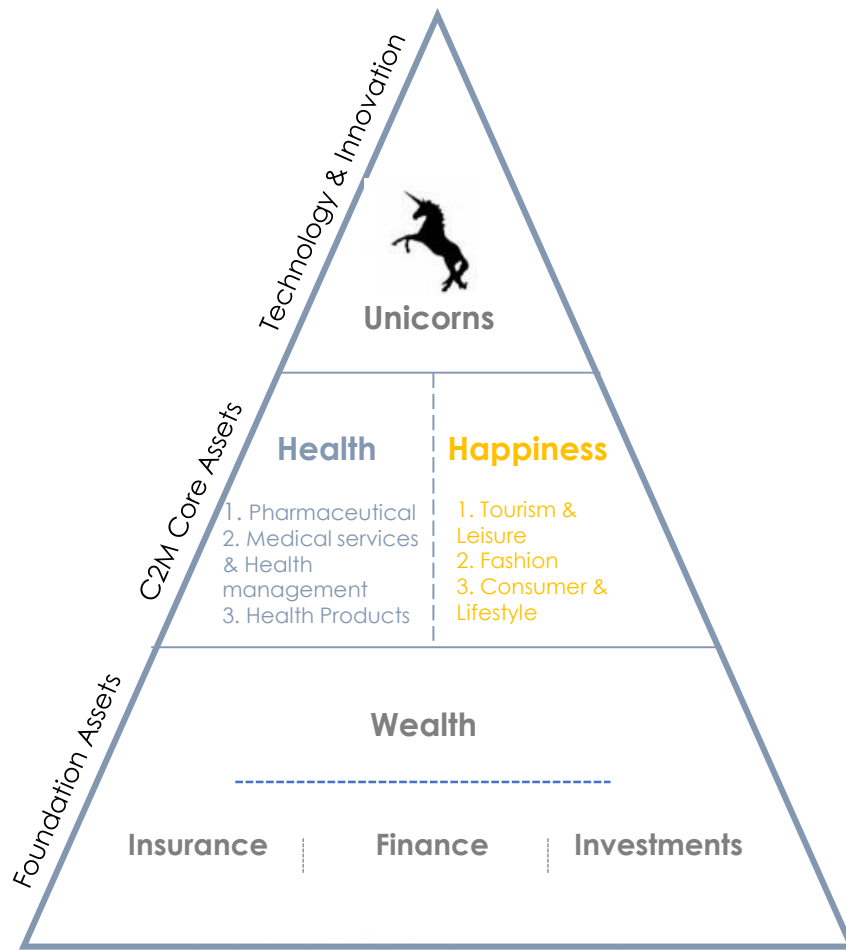 Technology & Innovation
Unicorns
C2M Core Assets
Health
1. Pharmaceutical
2. Medical services
& Health
management
3. Health Products
Happiness
1. Tourism &
Leisure
2. Fashion
3. Consumer &
Lifestyle
Foundation Assets
Wealth
Insurance
Finance
Investments